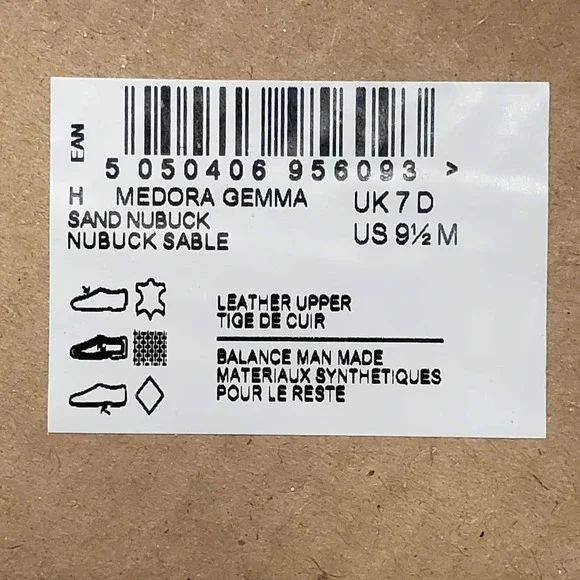 EAN
5 050406 956093 >
H MEDORA GEMMA UK 7 D
SAND NUBUCK
NUBUCK SABLE US 9½ M
LEATHER UPPER
TIGE DE CUIR
BALANCE MAN MADE
MATERIAUX SYNTHETIQUES
POUR LE RESTE